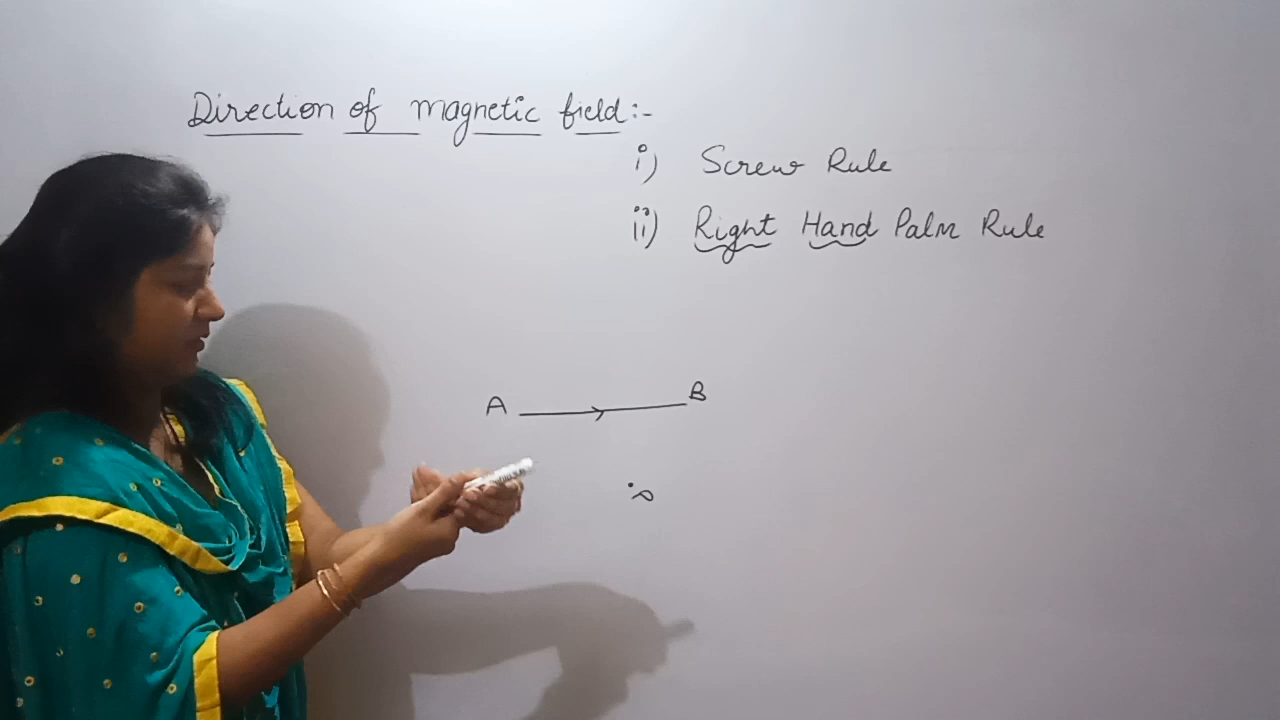 Direction of magnetic field:-
i) Screw Rule
ii) Right Hand Palm Rule
A B